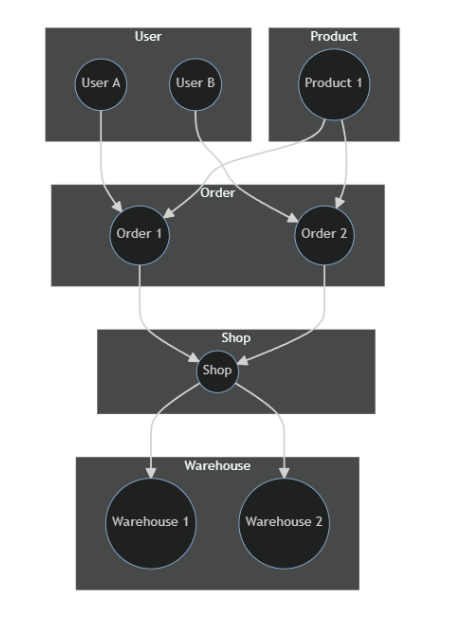 User
Product
User A
User B
Product 1
Order
Order 1
Order 2
Shop
Shop
Warehouse
Warehouse 1
Warehouse 2